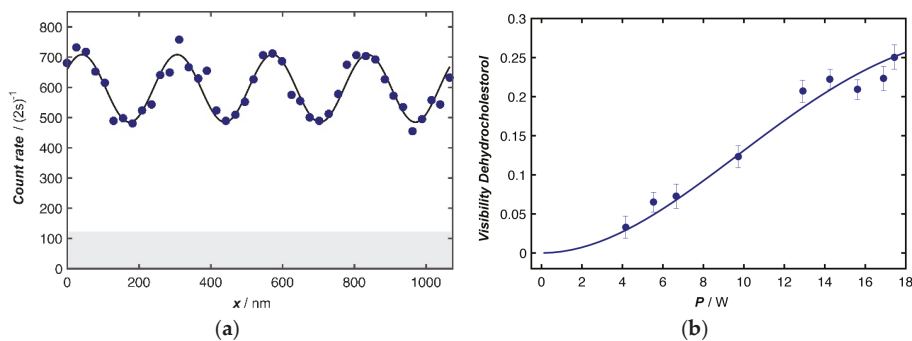 800
700
600
500
400
300
200
100
0
Count rate / (2s)⁻¹
0 200 400 600 800 1000
x / nm
(a)
0.3
0.25
0.2
0.15
0.1
0.05
0
Visibility Dehydrocholestorol
0 2 4 6 8 10 12 14 16 18
P / W
(b)